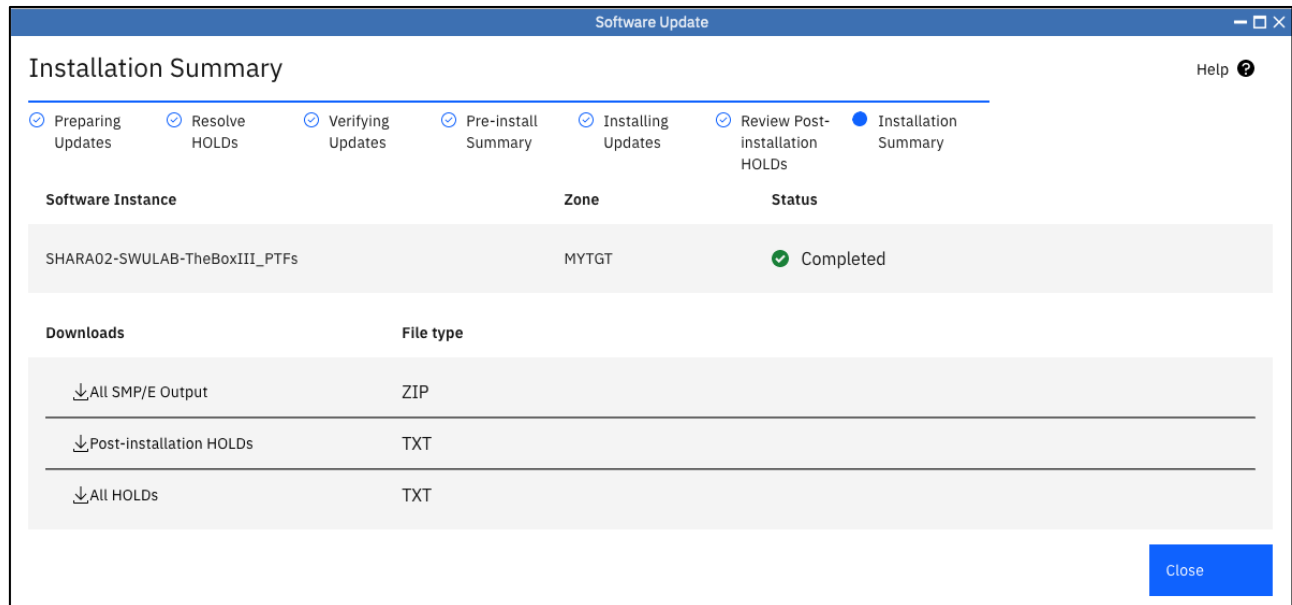 Software Update
Installation Summary
Help
Preparing Updates
Resolve HOLDs
Verifying Updates
Pre-install Summary
Installing Updates
Review Post-installation HOLDs
Installation Summary
Software Instance Zone Status
SHARA02-SWULAB-TheBoxIII_PTFs MYTGT Completed
Downloads File type
All SMP/E Output ZIP
Post-installation HOLDs TXT
All HOLDs TXT
Close